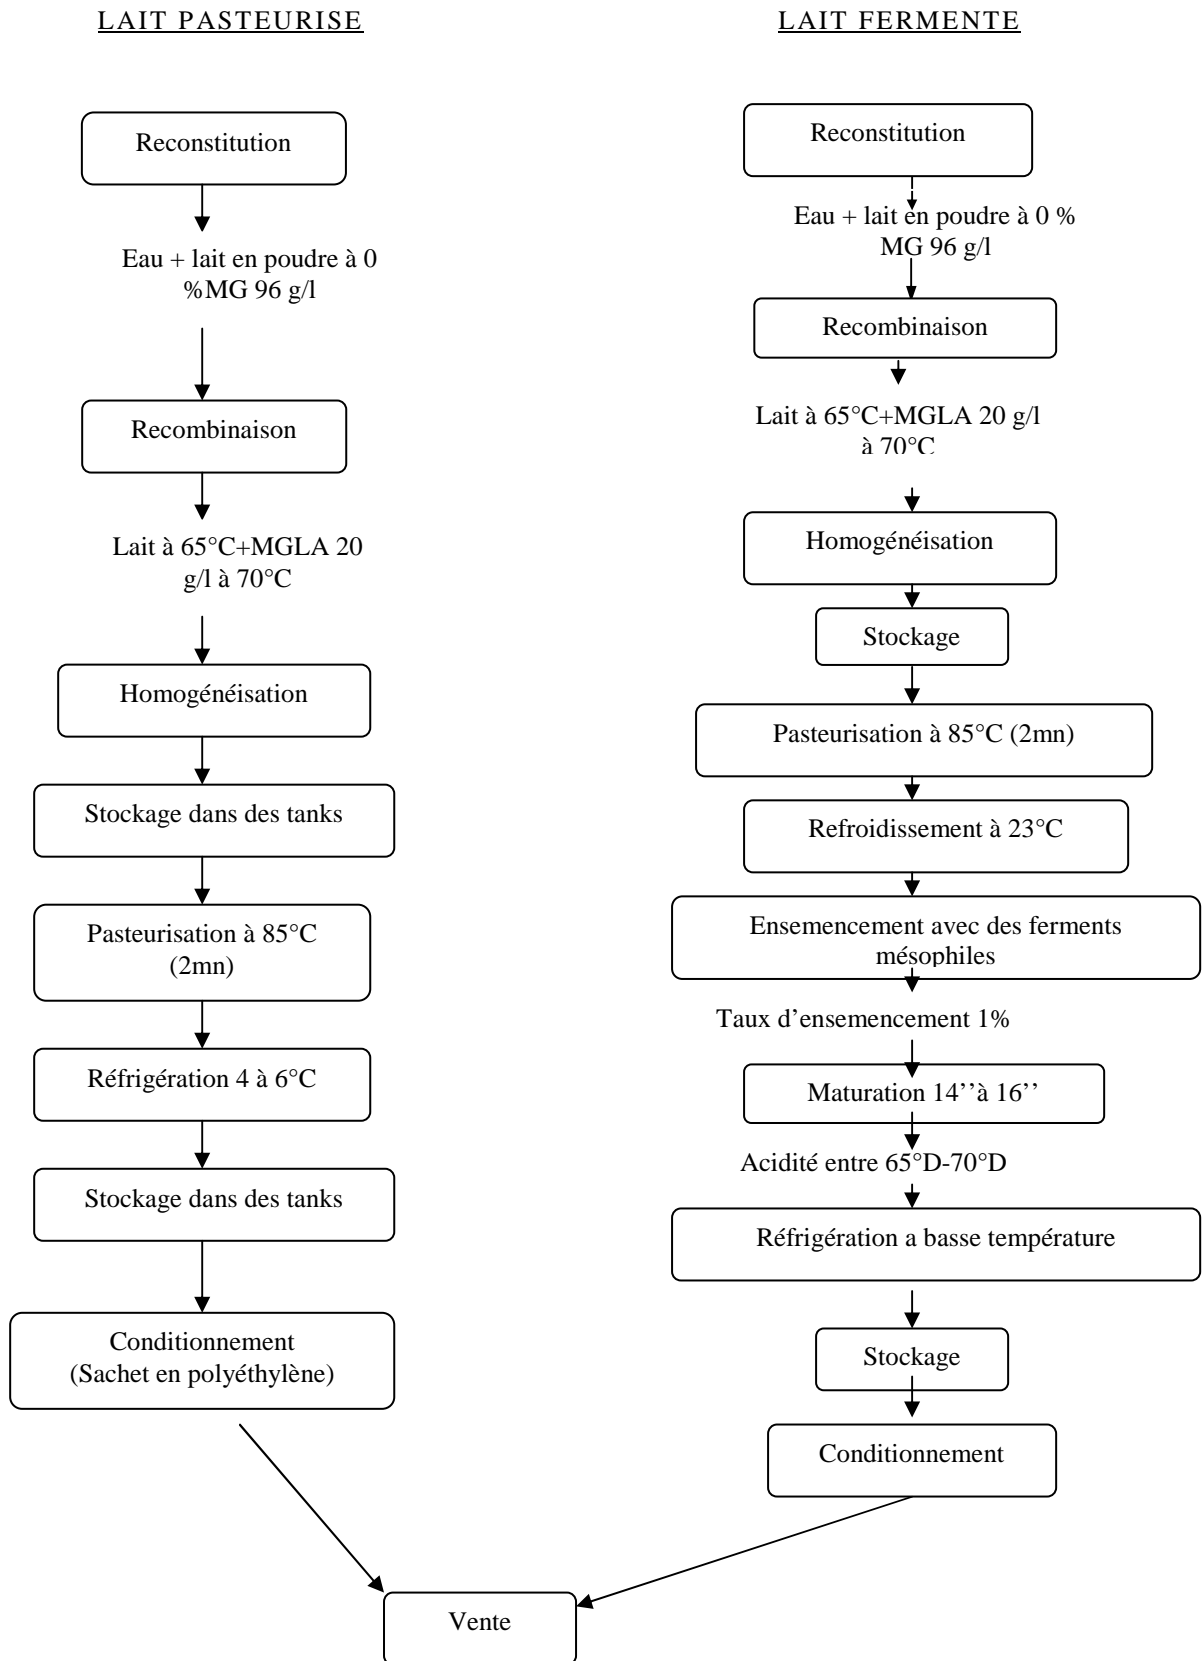 LAIT PASTEURISE
Reconstitution
Eau + lait en poudre à 0
%MG 96 g/l
Recombinaison
Lait à 65°C+MGLA 20
g/l à 70°C
Homogénéisation
Stockage dans des tanks
Pasteurisation à 85°C
(2mn)
Réfrigération 4 à 6°C
Stockage dans des tanks
Conditionnement
(Sachet en polyéthylène)
LAIT FERMENTE
Reconstitution
Eau + lait en poudre à 0 %
MG 96 g/l
Recombinaison
Lait à 65°C+MGLA 20 g/l
à 70°C
Homogénéisation
Stockage
Pasteurisation à 85°C (2mn)
Refroidissement à 23°C
Ensemencement avec des ferments
mésophiles
Taux d’ensemencement 1%
Maturation 14’’à 16’’
Acidité entre 65°D-70°D
Réfrigération a basse température
Stockage
Conditionnement
Vente